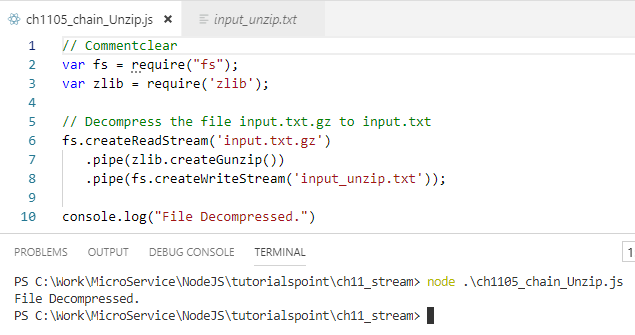 ch1105_chain_Unzip.js × input_unzip.txt
1 // Commentclear
2 var fs = require("fs");
3 var zlib = require('zlib');
4
5 // Decompress the file input.txt.gz to input.txt
6 fs.createReadStream('input.txt.gz')
7 .pipe(zlib.createGunzip())
8 .pipe(fs.createWriteStream('input_unzip.txt'));
9
10 console.log("File Decompressed.")
PROBLEMS OUTPUT DEBUG CONSOLE TERMINAL 1
PS C:\Work\MicroService\NodeJS\tutorialspoint\ch11_stream> node .\ch1105_chain_Unzip.js
File Decompressed.
PS C:\Work\MicroService\NodeJS\tutorialspoint\ch11_stream>